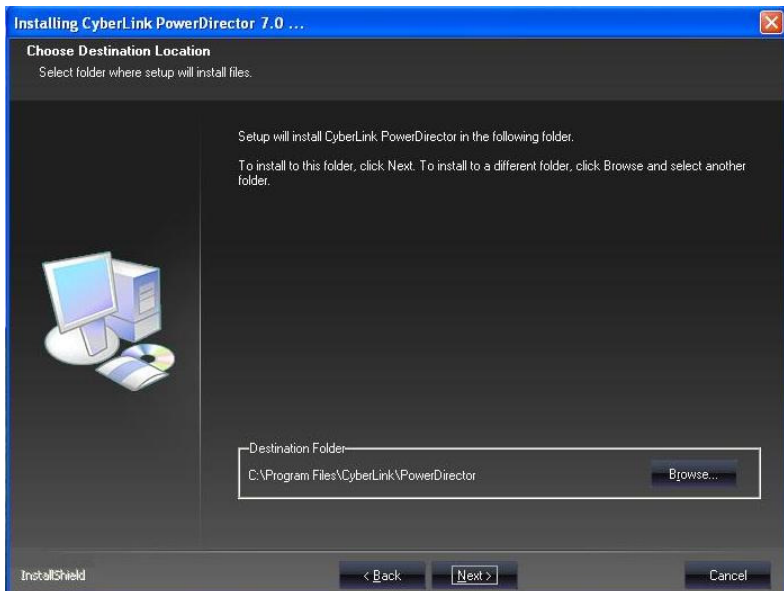 Installing CyberLink PowerDirector 7.0 ...
Choose Destination Location
Select folder where setup will install files.
Setup will install CyberLink PowerDirector in the following folder.
To install to this folder, click Next. To install to a different folder, click Browse and select another
folder.
Destination Folder
C:\Program Files\CyberLink\PowerDirector
Browse...
InstallShield
< Back
Next >
Cancel